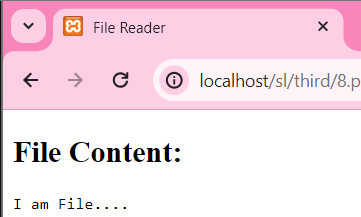 File Reader
localhost/sl/third/8.p
File Content:
I am File....